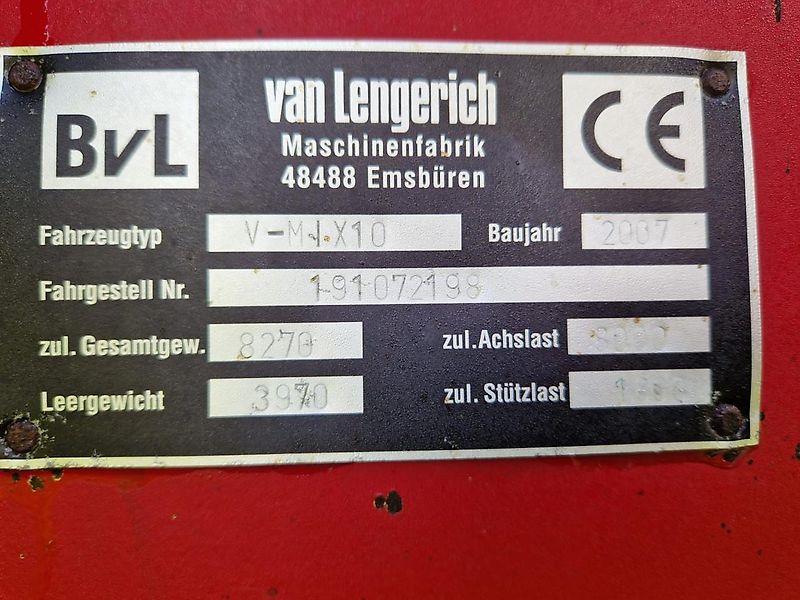 BvL
van Lengerich
Maschinenfabrik
48488 Emsbüren
CE
Fahrzeugtyp V-MIX10 Baujahr 2007
Fahrgestell Nr. 191072198
zul. Gesamtgew. 8270 zul. Achslast
Leergewicht 3970 zul. Stützlast